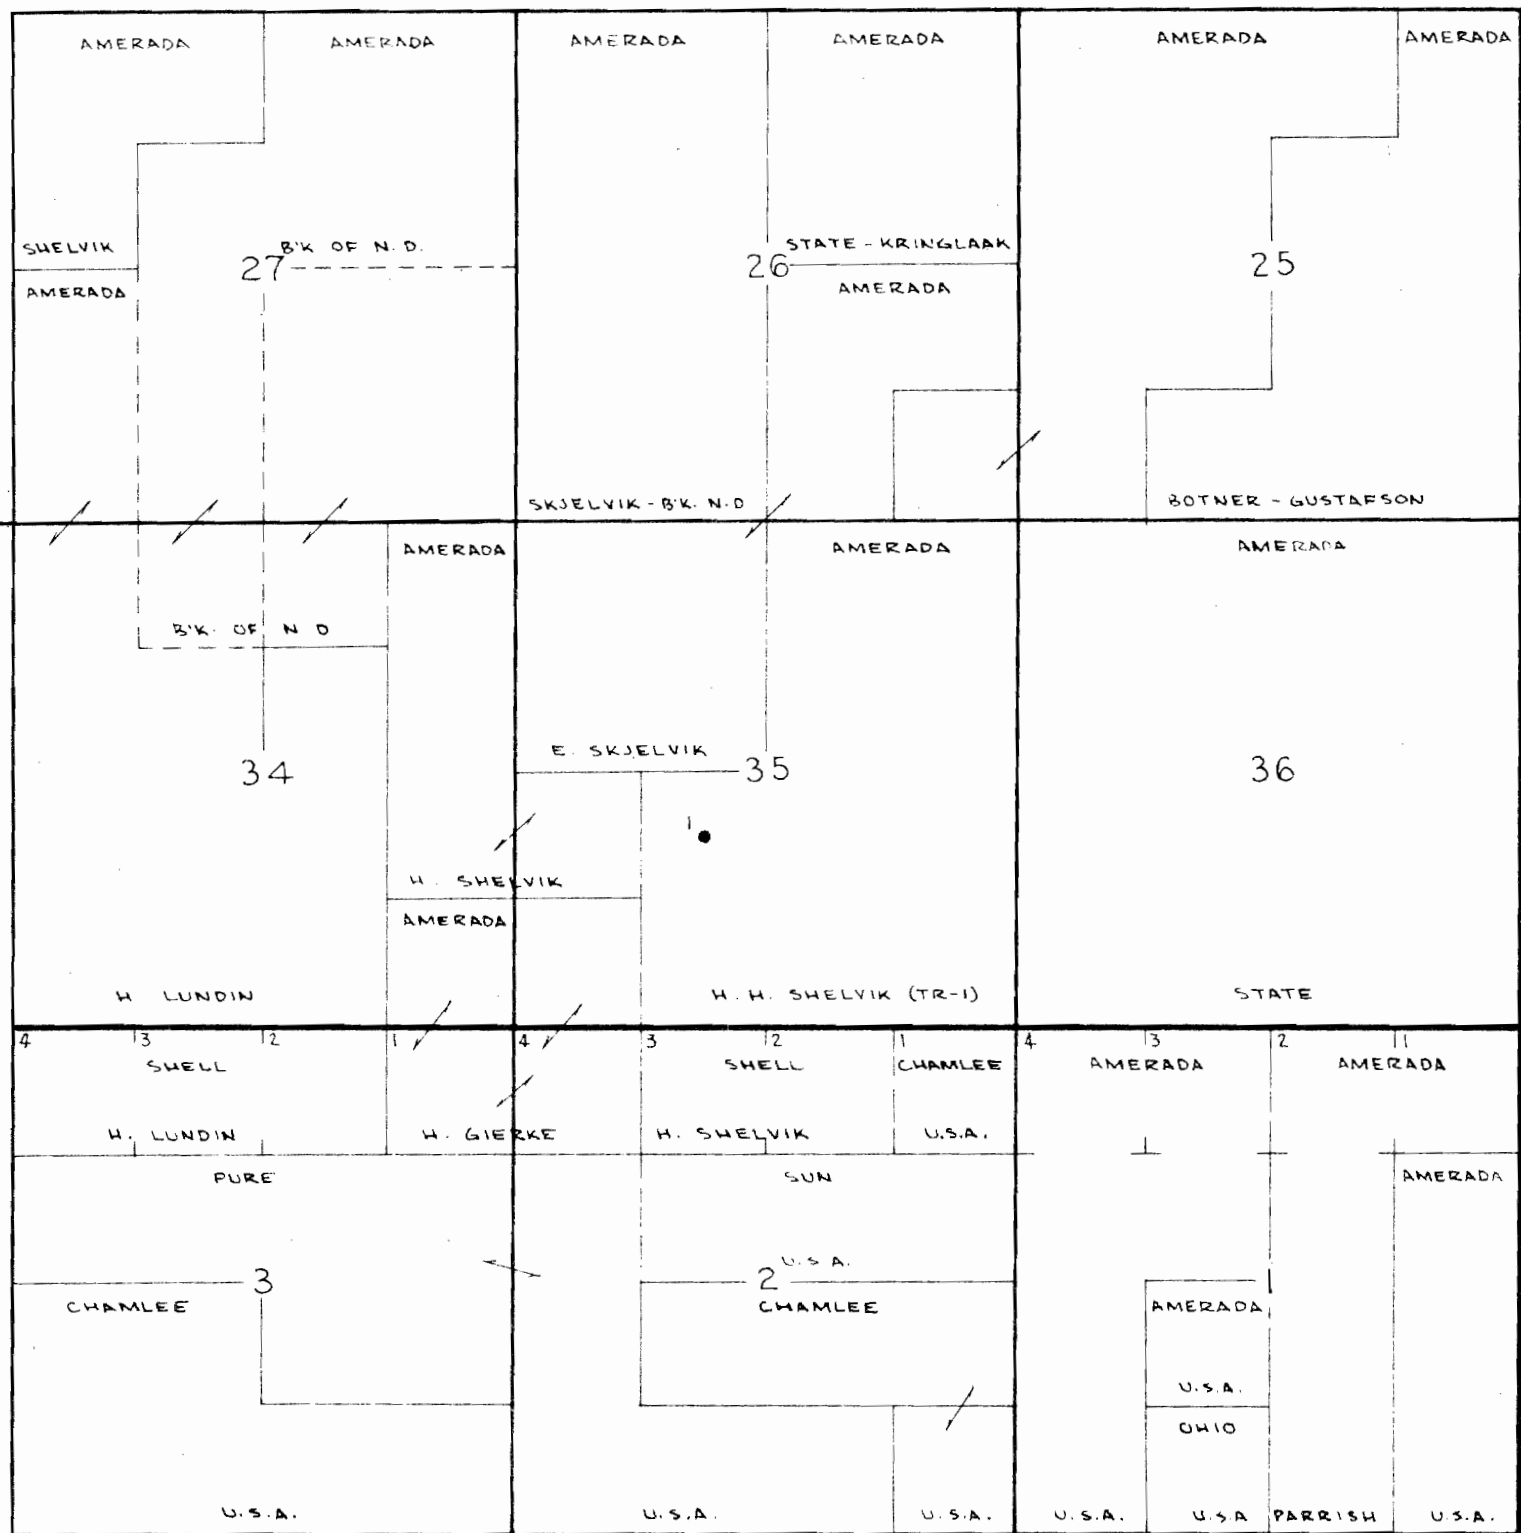 AMERADA AMERADA AMERADA AMERADA AMERADA AMERADA
SHELVIK B'K OF N.D. STATE - KRINGLAAK
27 26 25
AMERADA AMERADA
SKJELVIK - B'K. N.D BOTNER - GUSTAFSON
AMERADA AMERADA AMERADA
B'K. OF N D
E. SKJELVIK
34 35 36
1
H. SHELVIK
AMERADA
H LUNDIN H. H. SHELVIK (TR-1) STATE
4 3 2 1 4 3 2 1 4 3 2 1
SHELL SHELL CHAMLEE AMERADA AMERADA
H. LUNDIN H. GIERKE H. SHELVIK U.S.A.
PURE SUN AMERADA
U.S.A.
3 2 1
CHAMLEE CHAMLEE AMERADA
U.S.A.
OHIO
U.S.A. U.S.A. U.S.A. U.S.A. U.S.A PARRISH U.S.A.